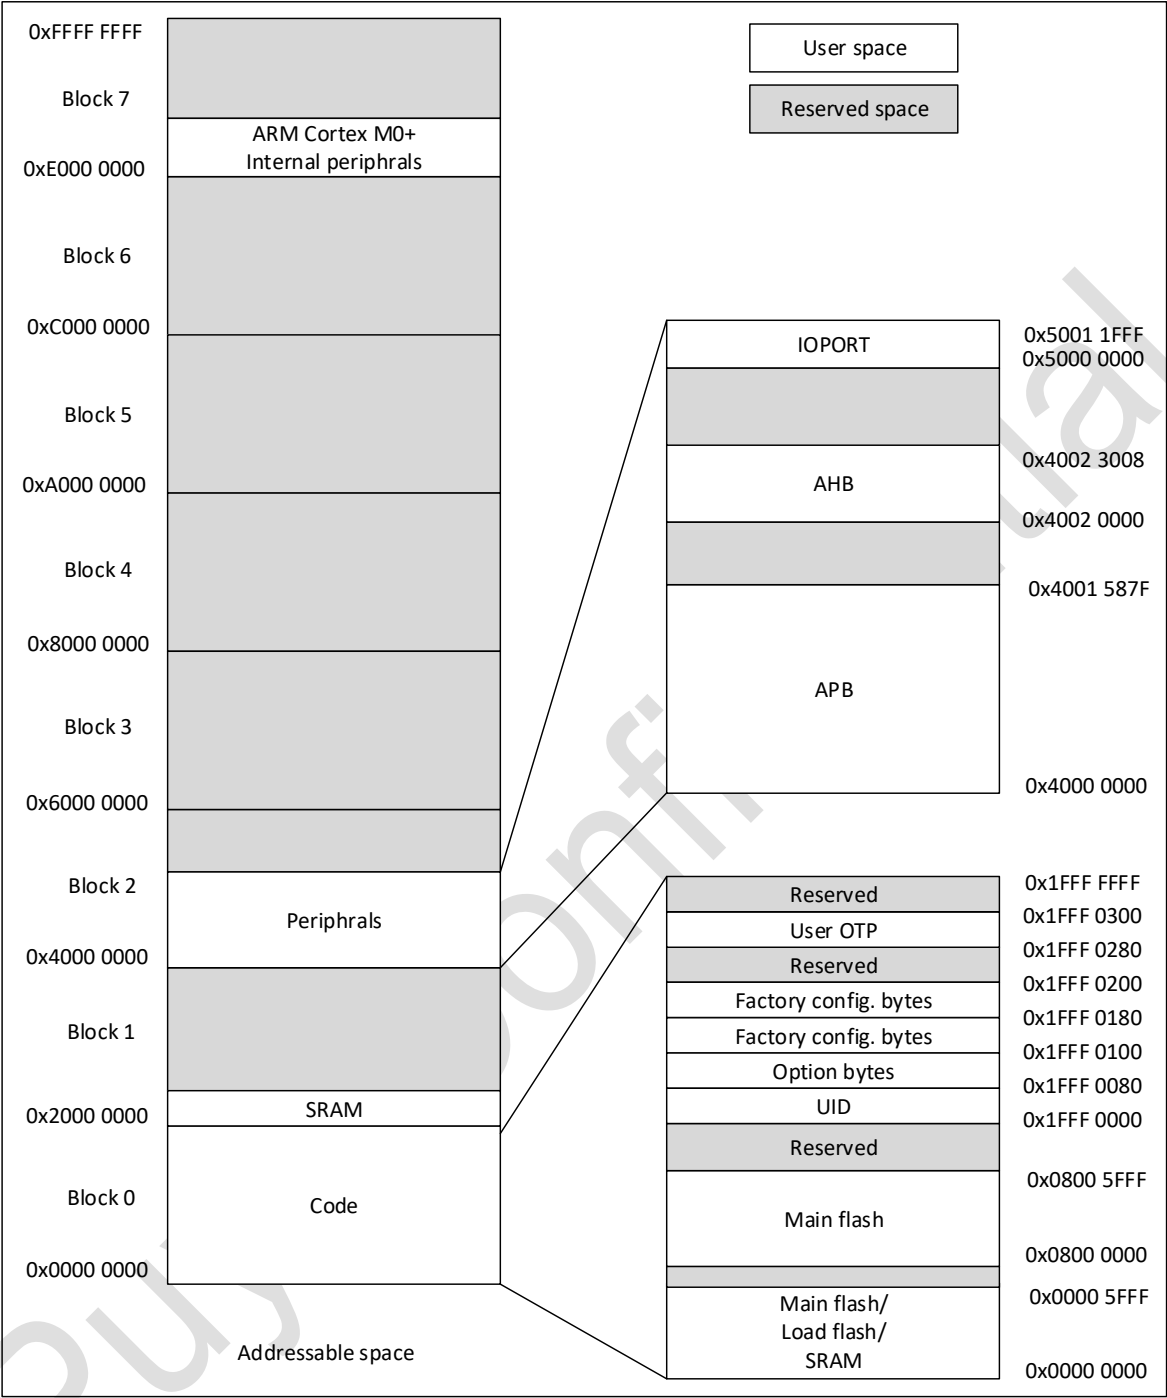 0xFFFF FFFF
Block 7
ARM Cortex M0+
Internal periphrals
0xE000 0000
Block 6
0xC000 0000
Block 5
0xA000 0000
Block 4
0x8000 0000
Block 3
0x6000 0000
Block 2
Periphrals
0x4000 0000
Block 1
SRAM
0x2000 0000
Block 0
Code
0x0000 0000
Addressable space
User space
Reserved space
IOPORT
0x5001 1FFF
0x5000 0000
0x4002 3008
AHB
0x4002 0000
0x4001 587F
APB
0x4000 0000
0x1FFF FFFF
Reserved
0x1FFF 0300
User OTP
0x1FFF 0280
Reserved
0x1FFF 0200
Factory config. bytes
0x1FFF 0180
Factory config. bytes
0x1FFF 0100
Option bytes
0x1FFF 0080
UID
0x1FFF 0000
Reserved
0x0800 5FFF
Main flash
0x0800 0000
0x0000 5FFF
Main flash/
Load flash/
SRAM
0x0000 0000